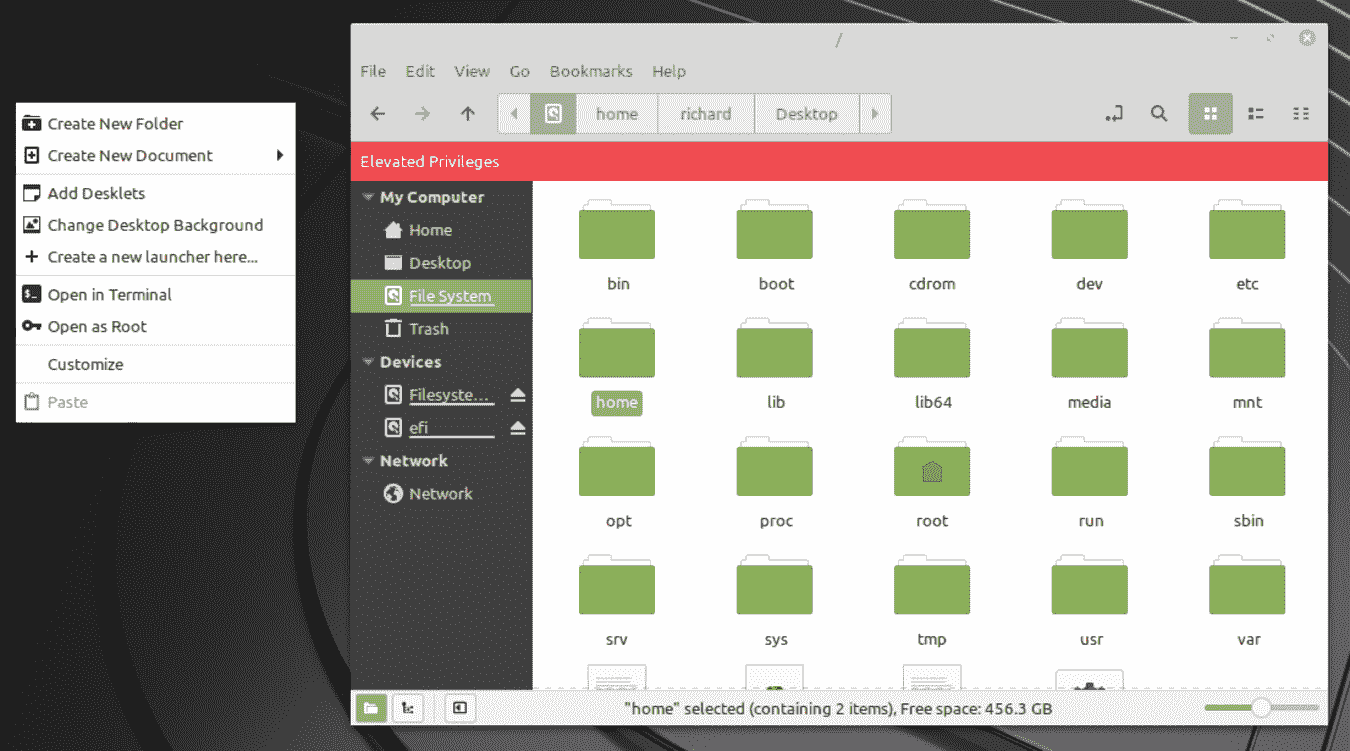 Create New Folder
Create New Document
Add Desklets
Change Desktop Background
Create a new launcher here...
Open in Terminal
Open as Root
Customize
Paste
/
File Edit View Go Bookmarks Help
home richard Desktop
Elevated Privileges
My Computer
Home
Desktop
File System
Trash
Devices
Filesyste...
efi
Network
Network
bin boot cdrom dev etc
home lib lib64 media mnt
opt proc root run sbin
srv sys tmp usr var
"home" selected (containing 2 items), Free space: 456.3 GB